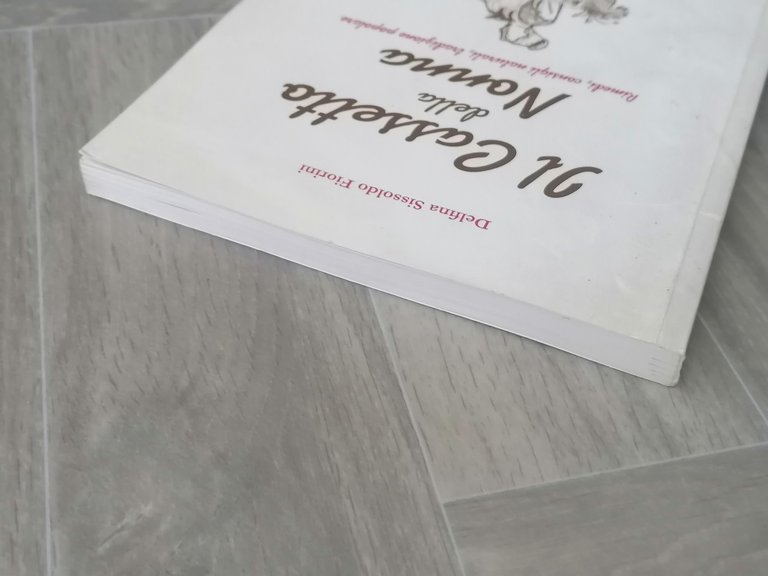 Delfina Sissoldo Fiorini
Il Cassetto
della
Nonna
Rimedi, consigli naturali, tradizione popolare